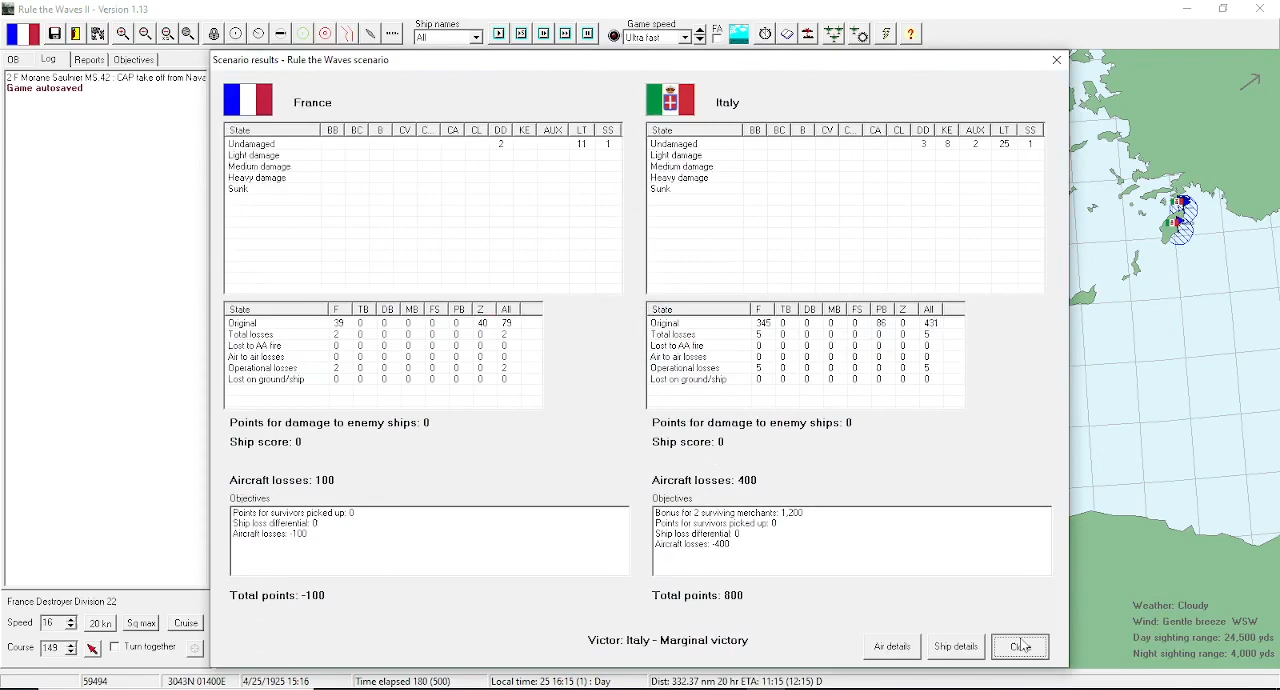 Rule the Waves II - Version 1.13
Ship names
All
Game speed
Ultra fast
FA
OB Log Reports Objectives
2 F Morane Saulnier MS.42 : CAP take off from Nava
Game autosaved
Scenario results - Rule the Waves scenario
France
State BB BC B CV C... CA CL DD KE AUX LT SS
Undamaged 2 11 1
Light damage
Medium damage
Heavy damage
Sunk
State F TB DB MB FS PB Z All
Original 39 0 0 0 0 0 40 79
Total losses 2 0 0 0 0 0 0 2
Lost to AA fire 0 0 0 0 0 0 0 0
Air to air losses 0 0 0 0 0 0 0 0
Operational losses 2 0 0 0 0 0 0 2
Lost on ground/ship 0 0 0 0 0 0 0 0
Points for damage to enemy ships: 0
Ship score: 0
Aircraft losses: 100
Objectives
Points for survivors picked up: 0
Ship loss differential: 0
Aircraft losses: -100
Total points: -100
Italy
State BB BC B CV C... CA CL DD KE AUX LT SS
Undamaged 3 8 2 25 1
Light damage
Medium damage
Heavy damage
Sunk
State F TB DB MB FS PB Z All
Original 345 0 0 0 0 86 0 431
Total losses 5 0 0 0 0 0 0 5
Lost to AA fire 0 0 0 0 0 0 0 0
Air to air losses 0 0 0 0 0 0 0 0
Operational losses 5 0 0 0 0 0 0 5
Lost on ground/ship 0 0 0 0 0 0 0 0
Points for damage to enemy ships: 0
Ship score: 0
Aircraft losses: 400
Objectives
Bonus for 2 surviving merchants: 1,200
Points for survivors picked up: 0
Ship loss differential: 0
Aircraft losses: -400
Total points: 800
Victor: Italy - Marginal victory
Air details Ship details Close
France Destroyer Division 22
Speed 16 20 kn Sq max Cruise
Course 149 Turn together
Weather: Cloudy
Wind: Gentle breeze WSW
Day sighting range: 24,500 yds
Night sighting range: 4,000 yds
59494 3043N 01400E 4/25/1925 15:16 Time elapsed 180 (500) Local time: 25 16:15 (1) : Day Dist: 332.37 nm 20 hr ETA: 11:15 (12:15) D